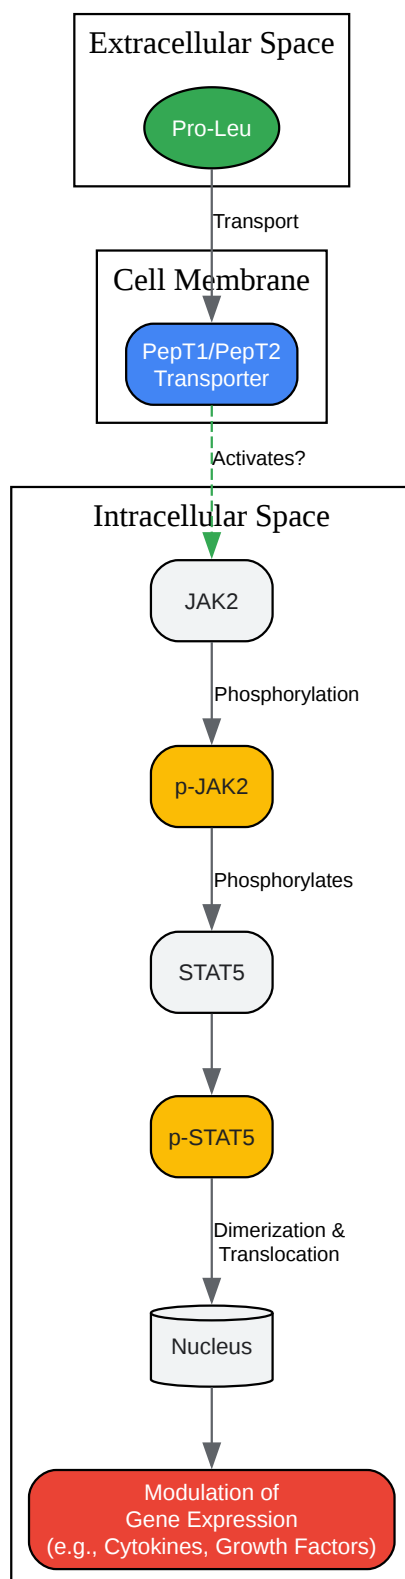 Extracellular Space
Pro-Leu
Transport
Cell Membrane
PepT1/PepT2
Transporter
Activates?
Intracellular Space
JAK2
Phosphorylation
p-JAK2
Phosphorylates
STAT5
p-STAT5
Dimerization &
Translocation
Nucleus
Modulation of
Gene Expression
(e.g., Cytokines, Growth Factors)